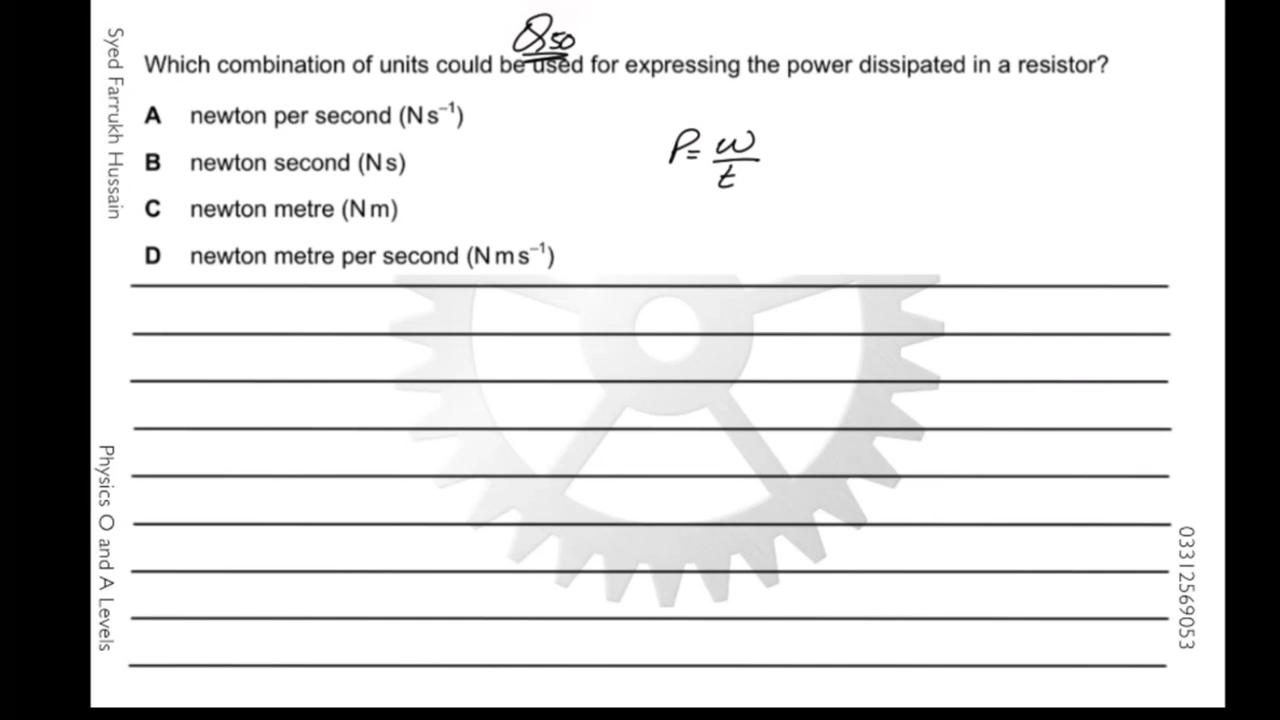 Q50
Which combination of units could be used for expressing the power dissipated in a resistor?
A newton per second (N s⁻¹)
B newton second (N s)
C newton metre (N m)
D newton metre per second (N m s⁻¹)
P= w/t
Syed Farrukh Hussain
Physics O and A Levels
03312569053